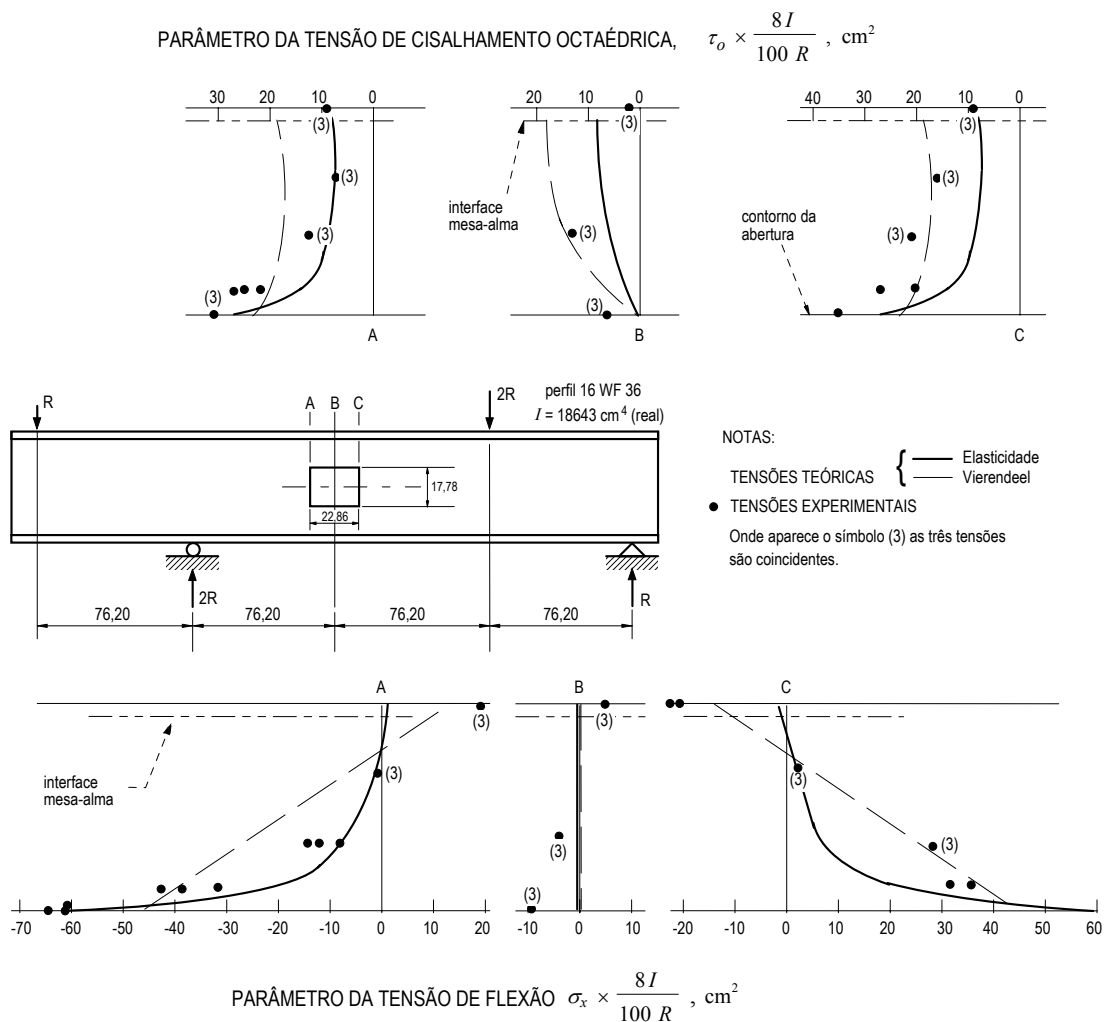 PARÂMETRO DA TENSÃO DE CISALHAMENTO OCTAÉDRICA, τo × 8 I / 100 R , cm²
30 20 10 0
20 10 0
40 30 20 10 0
(3) (3) (3)
(3) (3)
interface
mesa-alma
(3)
contorno da
abertura
(3) (3)
(3) (3)
A B C
R
A B C
2R
perfil 16 WF 36
I = 18643 cm⁴ (real)
17,78
22,86
2R
R
76,20 76,20 76,20 76,20
NOTAS:
TENSÕES TEÓRICAS { Elasticidade
Vierendeel
TENSÕES EXPERIMENTAIS
Onde aparece o símbolo (3) as três tensões
são coincidentes.
A B C
(3) (3)
interface
mesa-alma
(3) (3)
(3) (3)
(3)
-70 -60 -50 -40 -30 -20 -10 0 10 20
-10 0 10
-20 -10 0 10 20 30 40 50 60
PARÂMETRO DA TENSÃO DE FLEXÃO σx × 8 I / 100 R , cm²